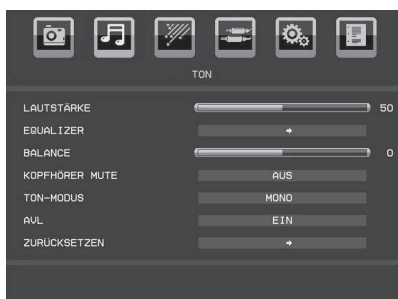 TON
LAUTSTÄRKE 50
EQUALIZER
BALANCE 0
KOPFHÖRER MUTE AUS
TON-MODUS MONO
AVL EIN
ZURÜCKSETZEN